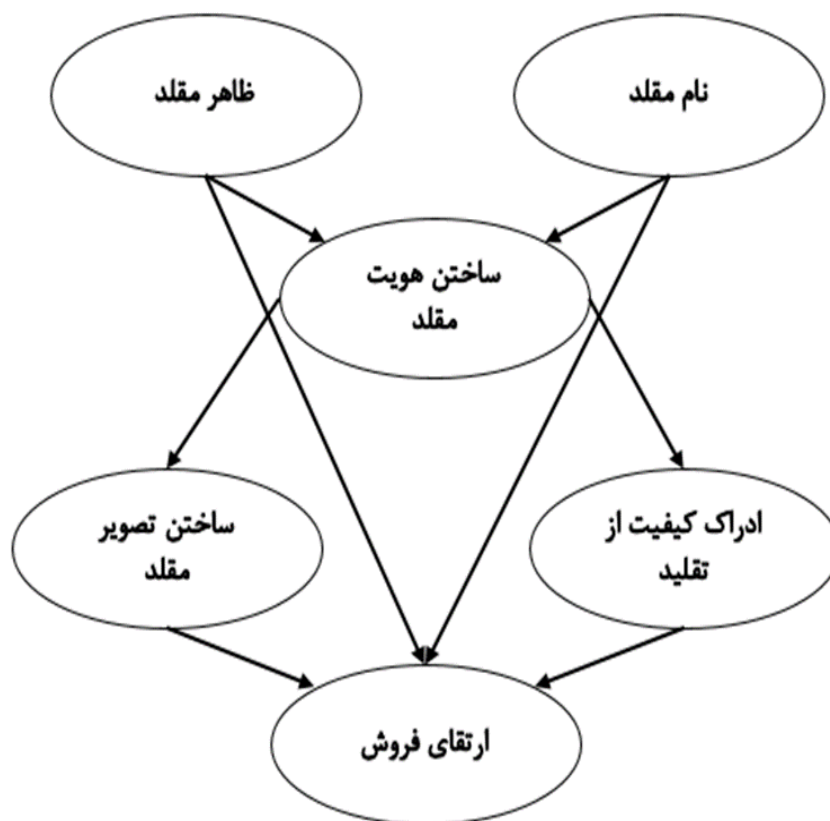 نام مقلد
ظاهر مقلد
ساختن هویت
مقلد
ادراک کیفیت از
تقلید
ساختن تصویر
مقلد
ارتقای فروش